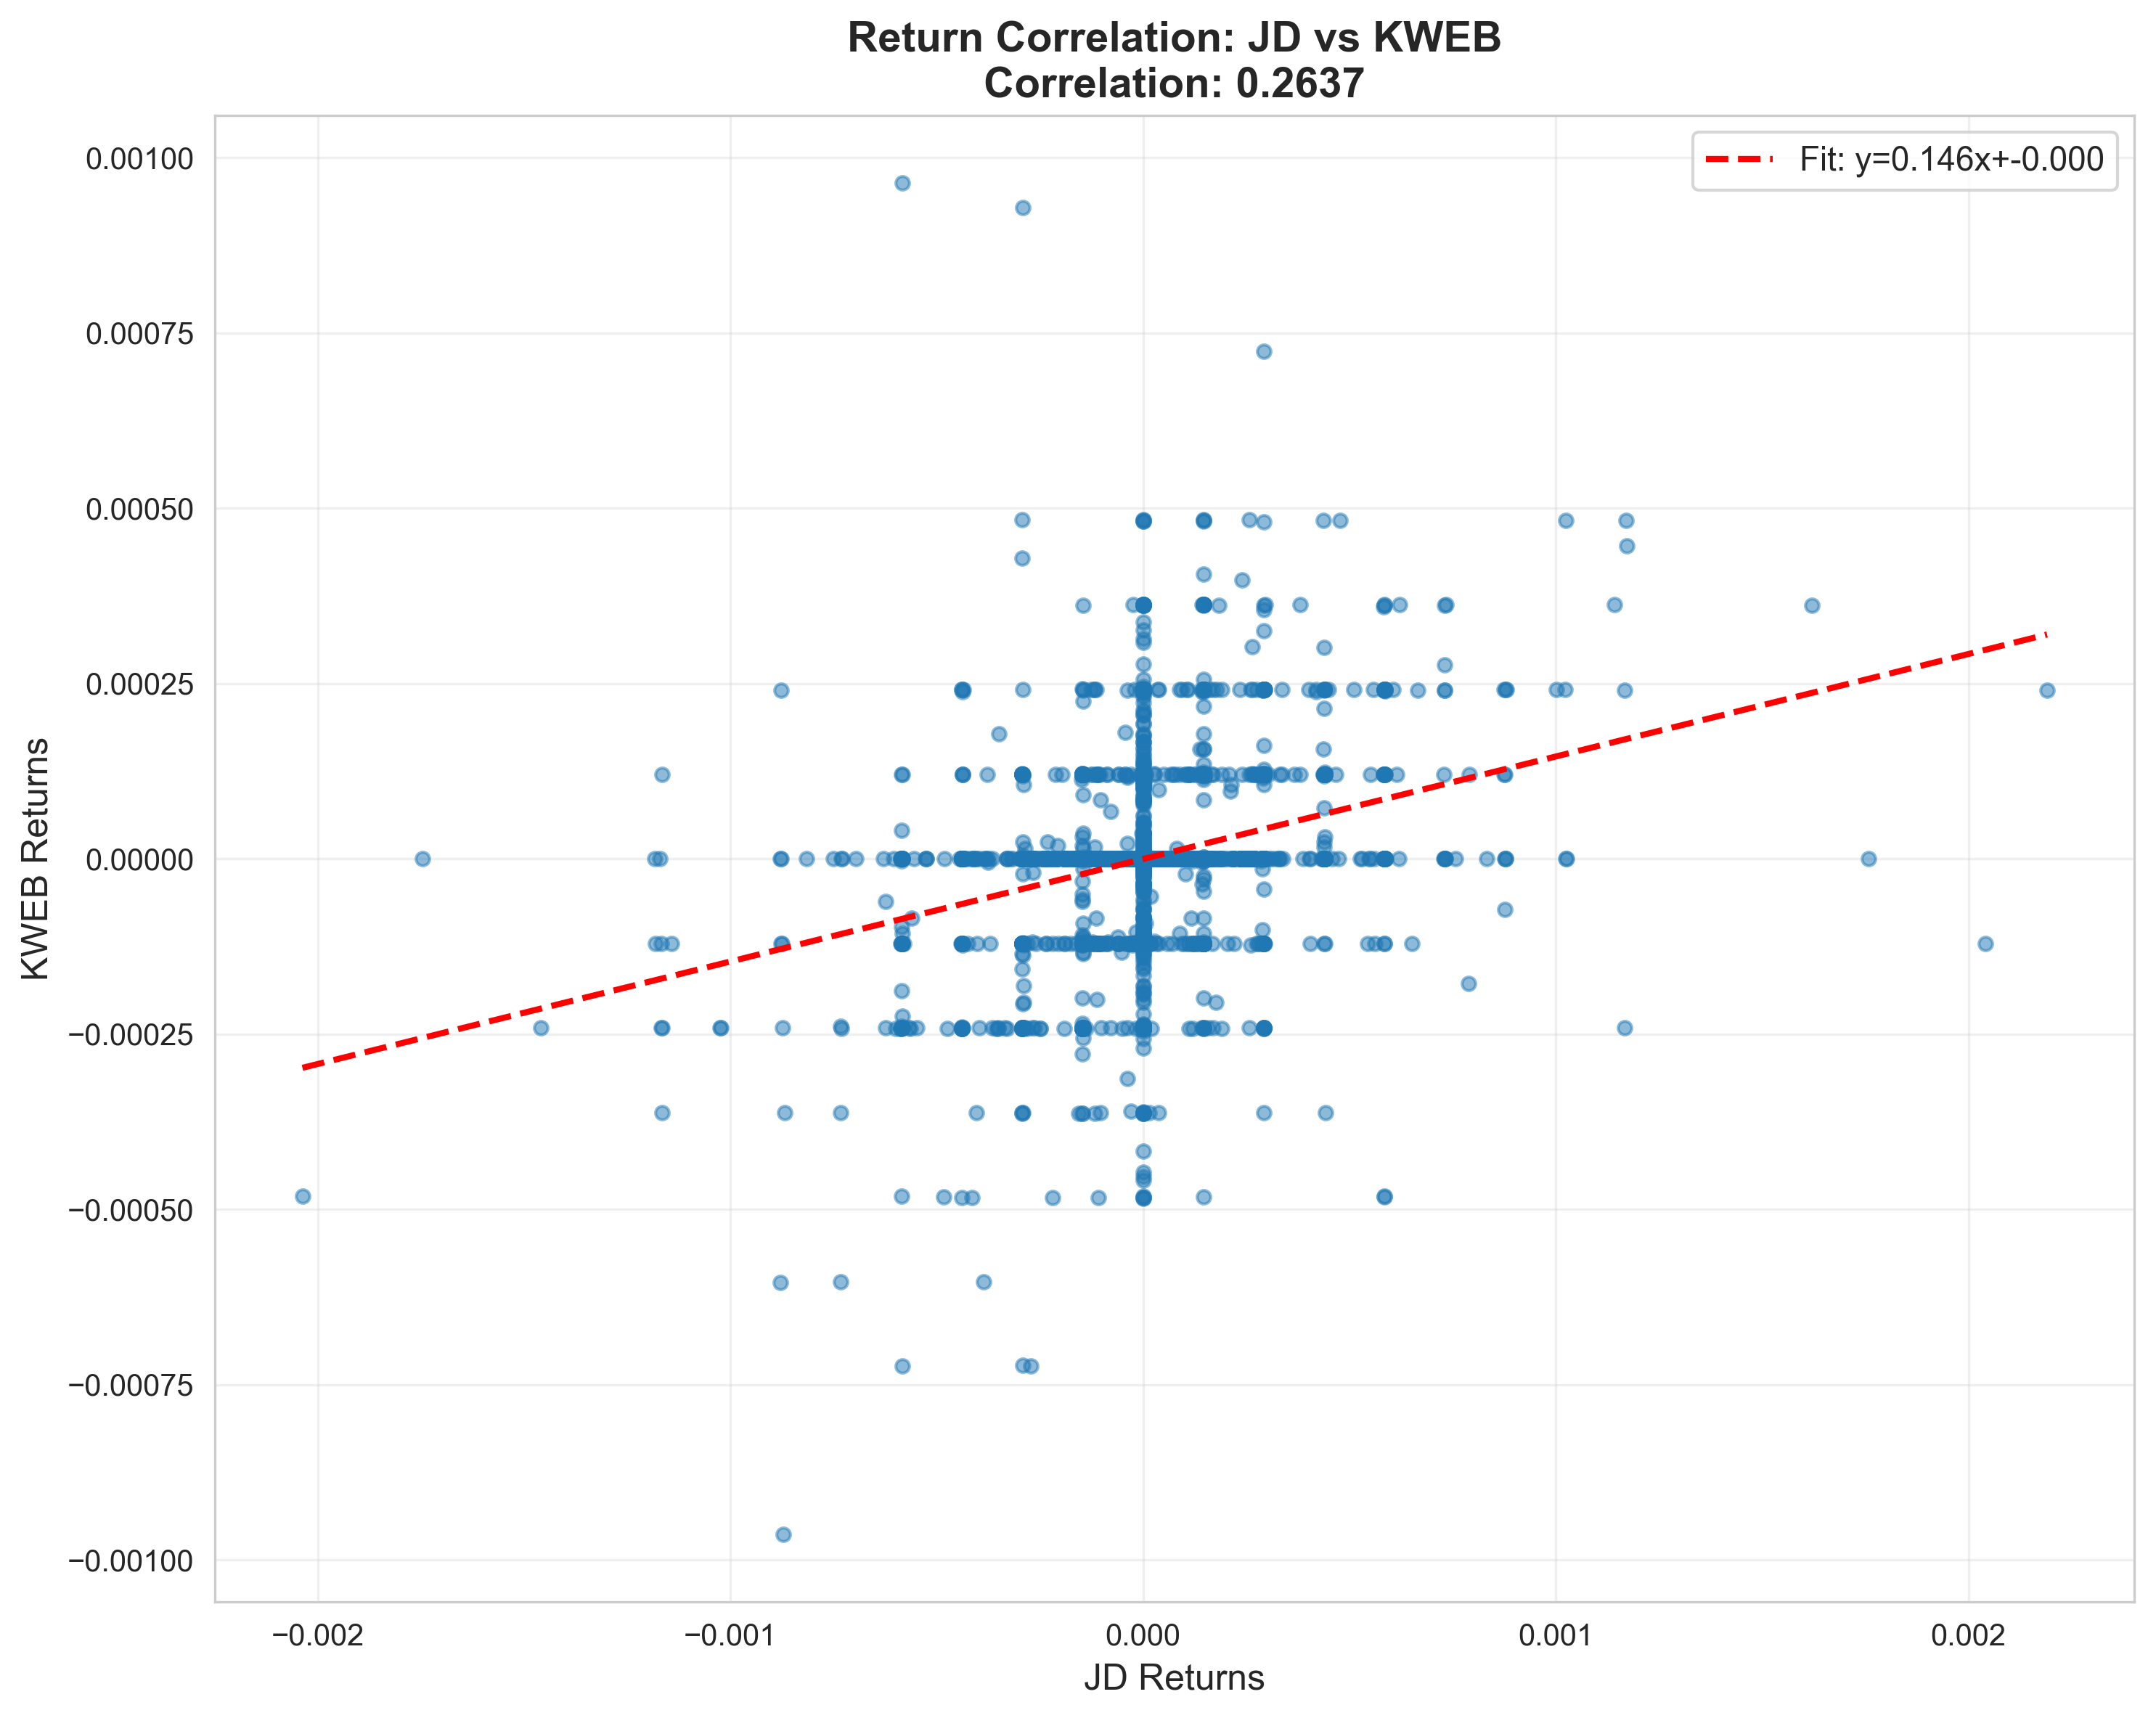 Return Correlation: JD vs KWEB
Correlation: 0.2637
Fit: y=0.146x+-0.000
0.00100
0.00075
0.00050
0.00025
0.00000
−0.00025
−0.00050
−0.00075
−0.00100
KWEB Returns
−0.002
−0.001
0.000
0.001
0.002
JD Returns